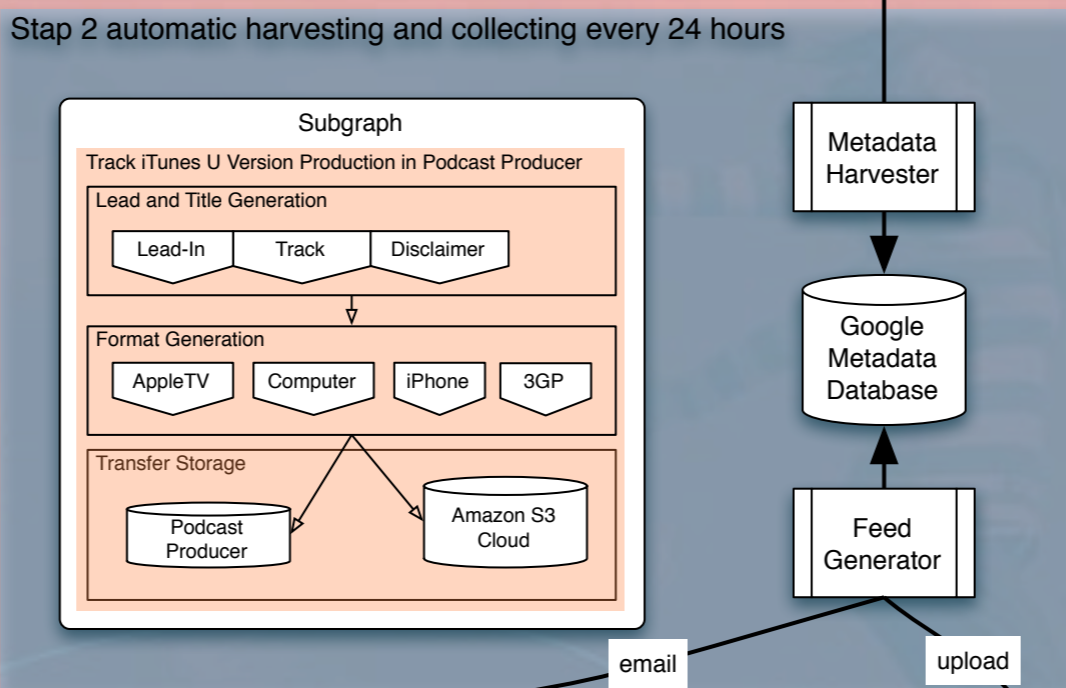 Stap 2 automatic harvesting and collecting every 24 hours
Subgraph
Track iTunes U Version Production in Podcast Producer
Lead and Title Generation
Lead-In
Track
Disclaimer
Format Generation
AppleTV
Computer
iPhone
3GP
Transfer Storage
Podcast
Producer
Amazon S3
Cloud
Metadata
Harvester
Google
Metadata
Database
Feed
Generator
email
upload